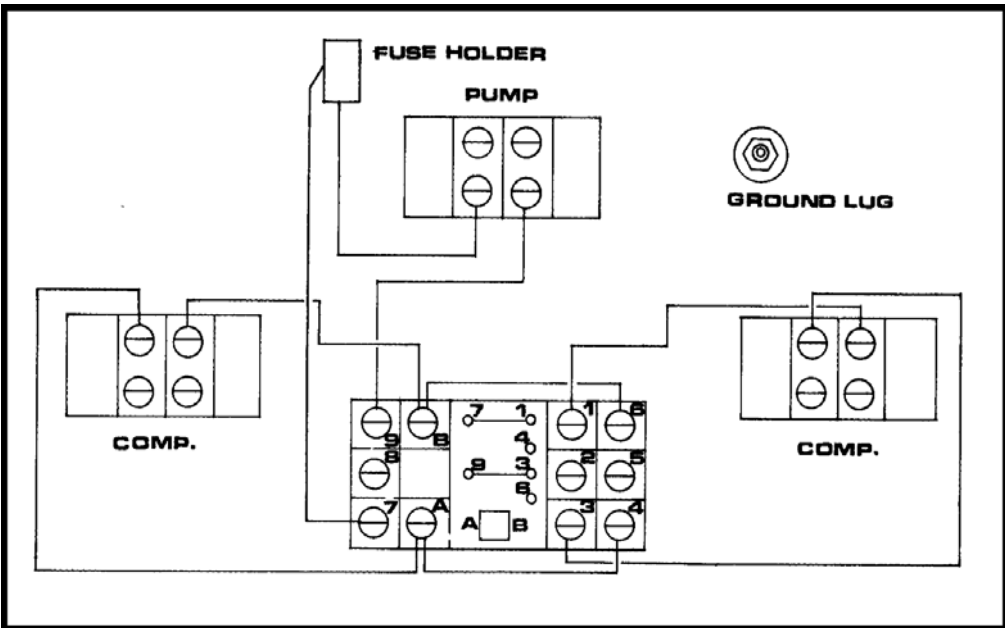 FUSE HOLDER
PUMP
GROUND LUG
COMP.
COMP.
9 B 7 1 1 6
8 4 2 5
9 3
6
7 A A B 3 4